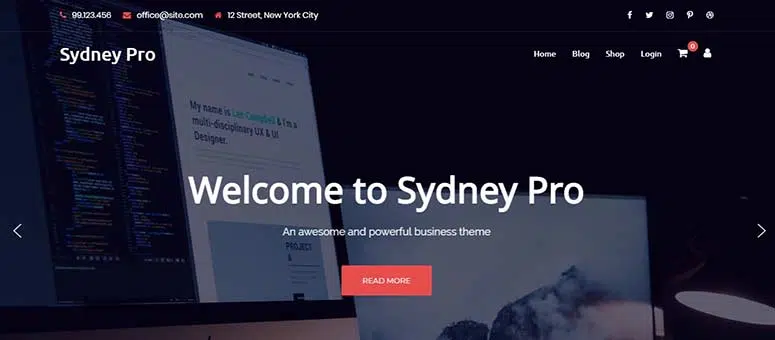 99.123.456 office@site.com 12 Street, New York City
Sydney Pro
Home Blog Shop Login 0
My name is Lee Campbell & I'm a
multi-disciplinary UX & UI
Designer.
Welcome to Sydney Pro
An awesome and powerful business theme
PROJECT
&
READ MORE